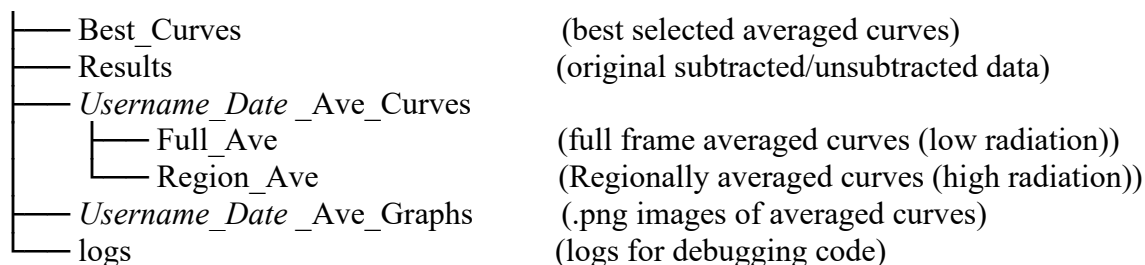 ├── Best_Curves (best selected averaged curves)
├── Results (original subtracted/unsubtracted data)
├── Username_Date _Ave_Curves
├── Full_Ave (full frame averaged curves (low radiation))
└── Region_Ave (Regionally averaged curves (high radiation))
├── Username_Date _Ave_Graphs (.png images of averaged curves)
└── logs (logs for debugging code)